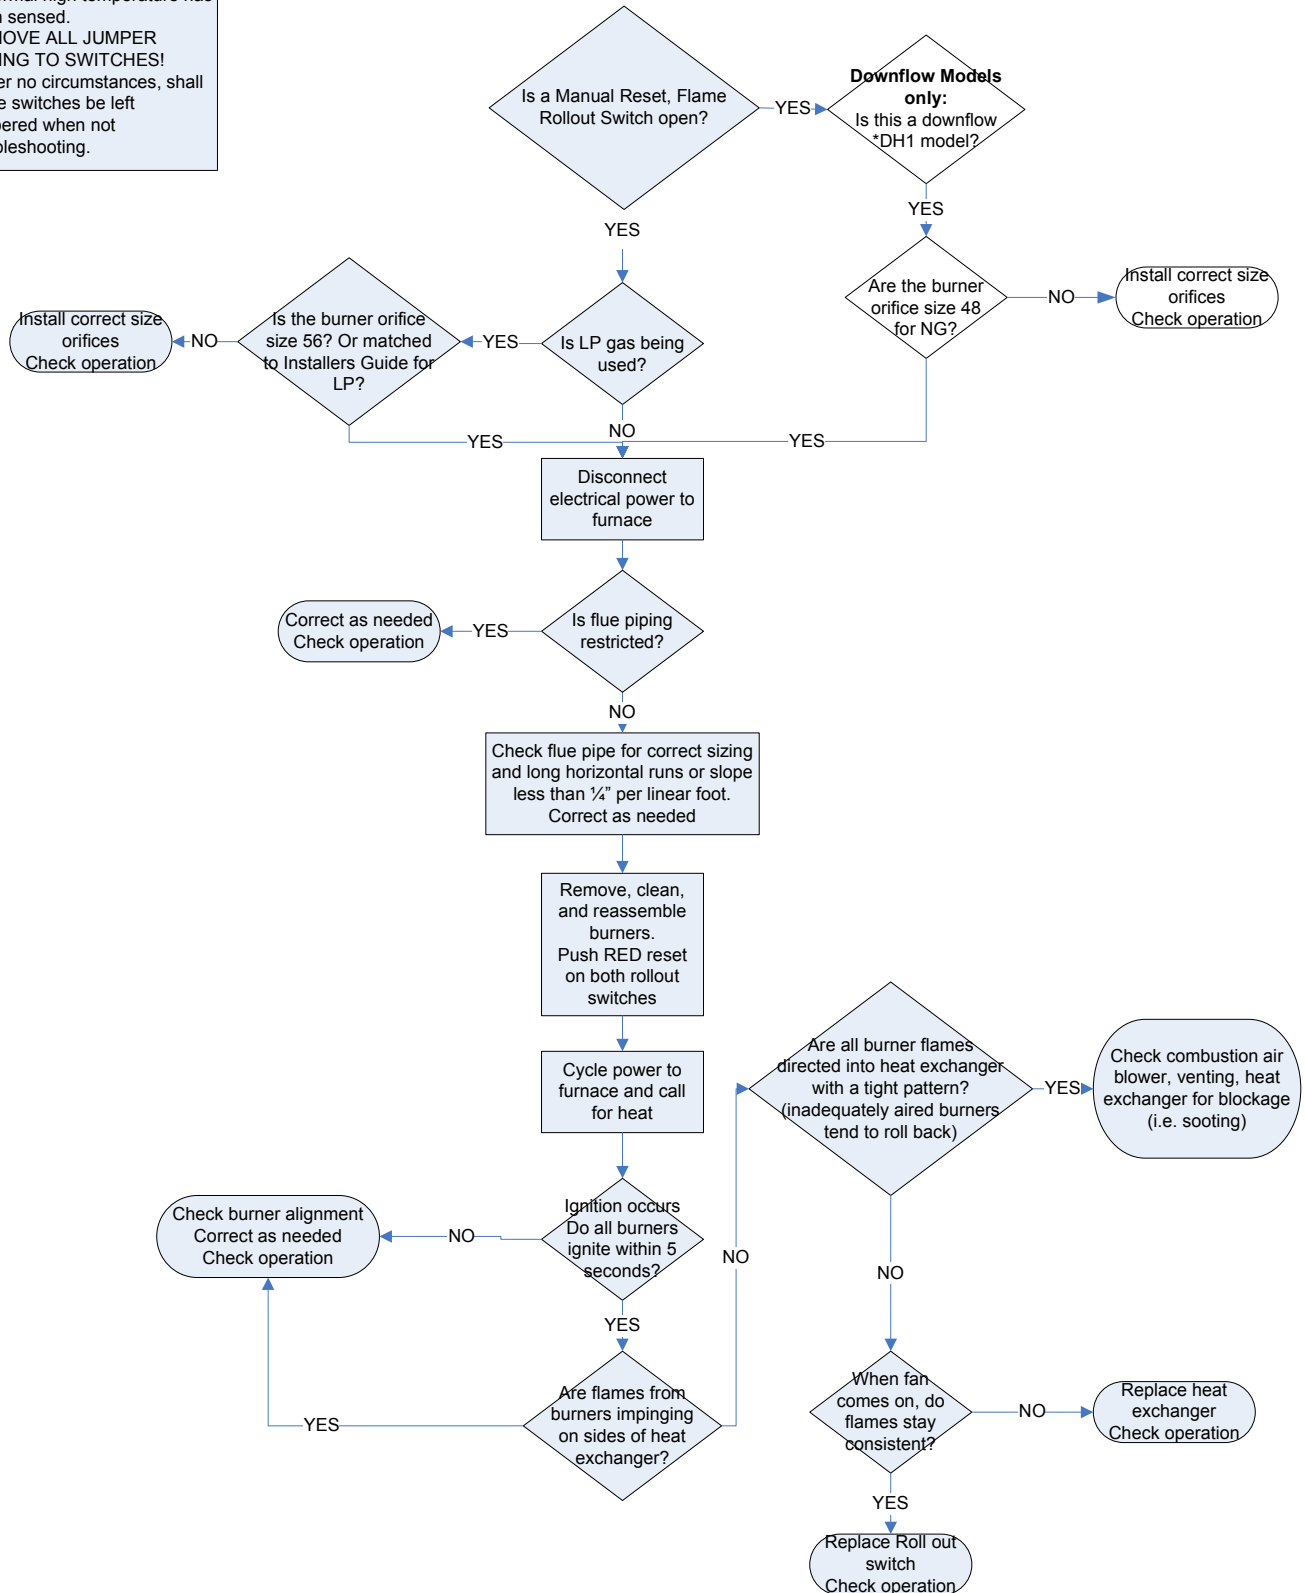 high temperature has
sensed.
ALL JUMPER
TO SWITCHES!
no circumstances, shall
switches be left
when not
Is a Manual Reset, Flame
Rollout Switch open?
YES
Downflow Models
only:
Is this a downflow
*DH1 model?
YES
YES
Is the burner orifice
size 56? Or matched
to Installers Guide for
LP?
Install correct size
orifices
Check operation
NO
YES
Is LP gas being
used?
Are the burner
orifice size 48
for NG?
NO
Install correct size
orifices
Check operation
YES
NO
YES
Disconnect
electrical power to
furnace
Correct as needed
Check operation
YES
Is flue piping
restricted?
NO
Check flue pipe for correct sizing
and long horizontal runs or slope
less than ¼” per linear foot.
Correct as needed
Remove, clean,
and reassemble
burners.
Push RED reset
on both rollout
switches
Cycle power to
furnace and call
for heat
Are all burner flames
directed into heat exchanger
with a tight pattern?
(inadequately aired burners
tend to roll back)
YES
Check combustion air
blower, venting, heat
exchanger for blockage
(i.e. sooting)
Check burner alignment
Correct as needed
Check operation
NO
Ignition occurs
Do all burners
ignite within 5
seconds?
NO
NO
YES
Are flames from
burners impinging
on sides of heat
exchanger?
YES
When fan
comes on, do
flames stay
consistent?
NO
Replace heat
exchanger
Check operation
YES
Replace Roll out
switch
Check operation